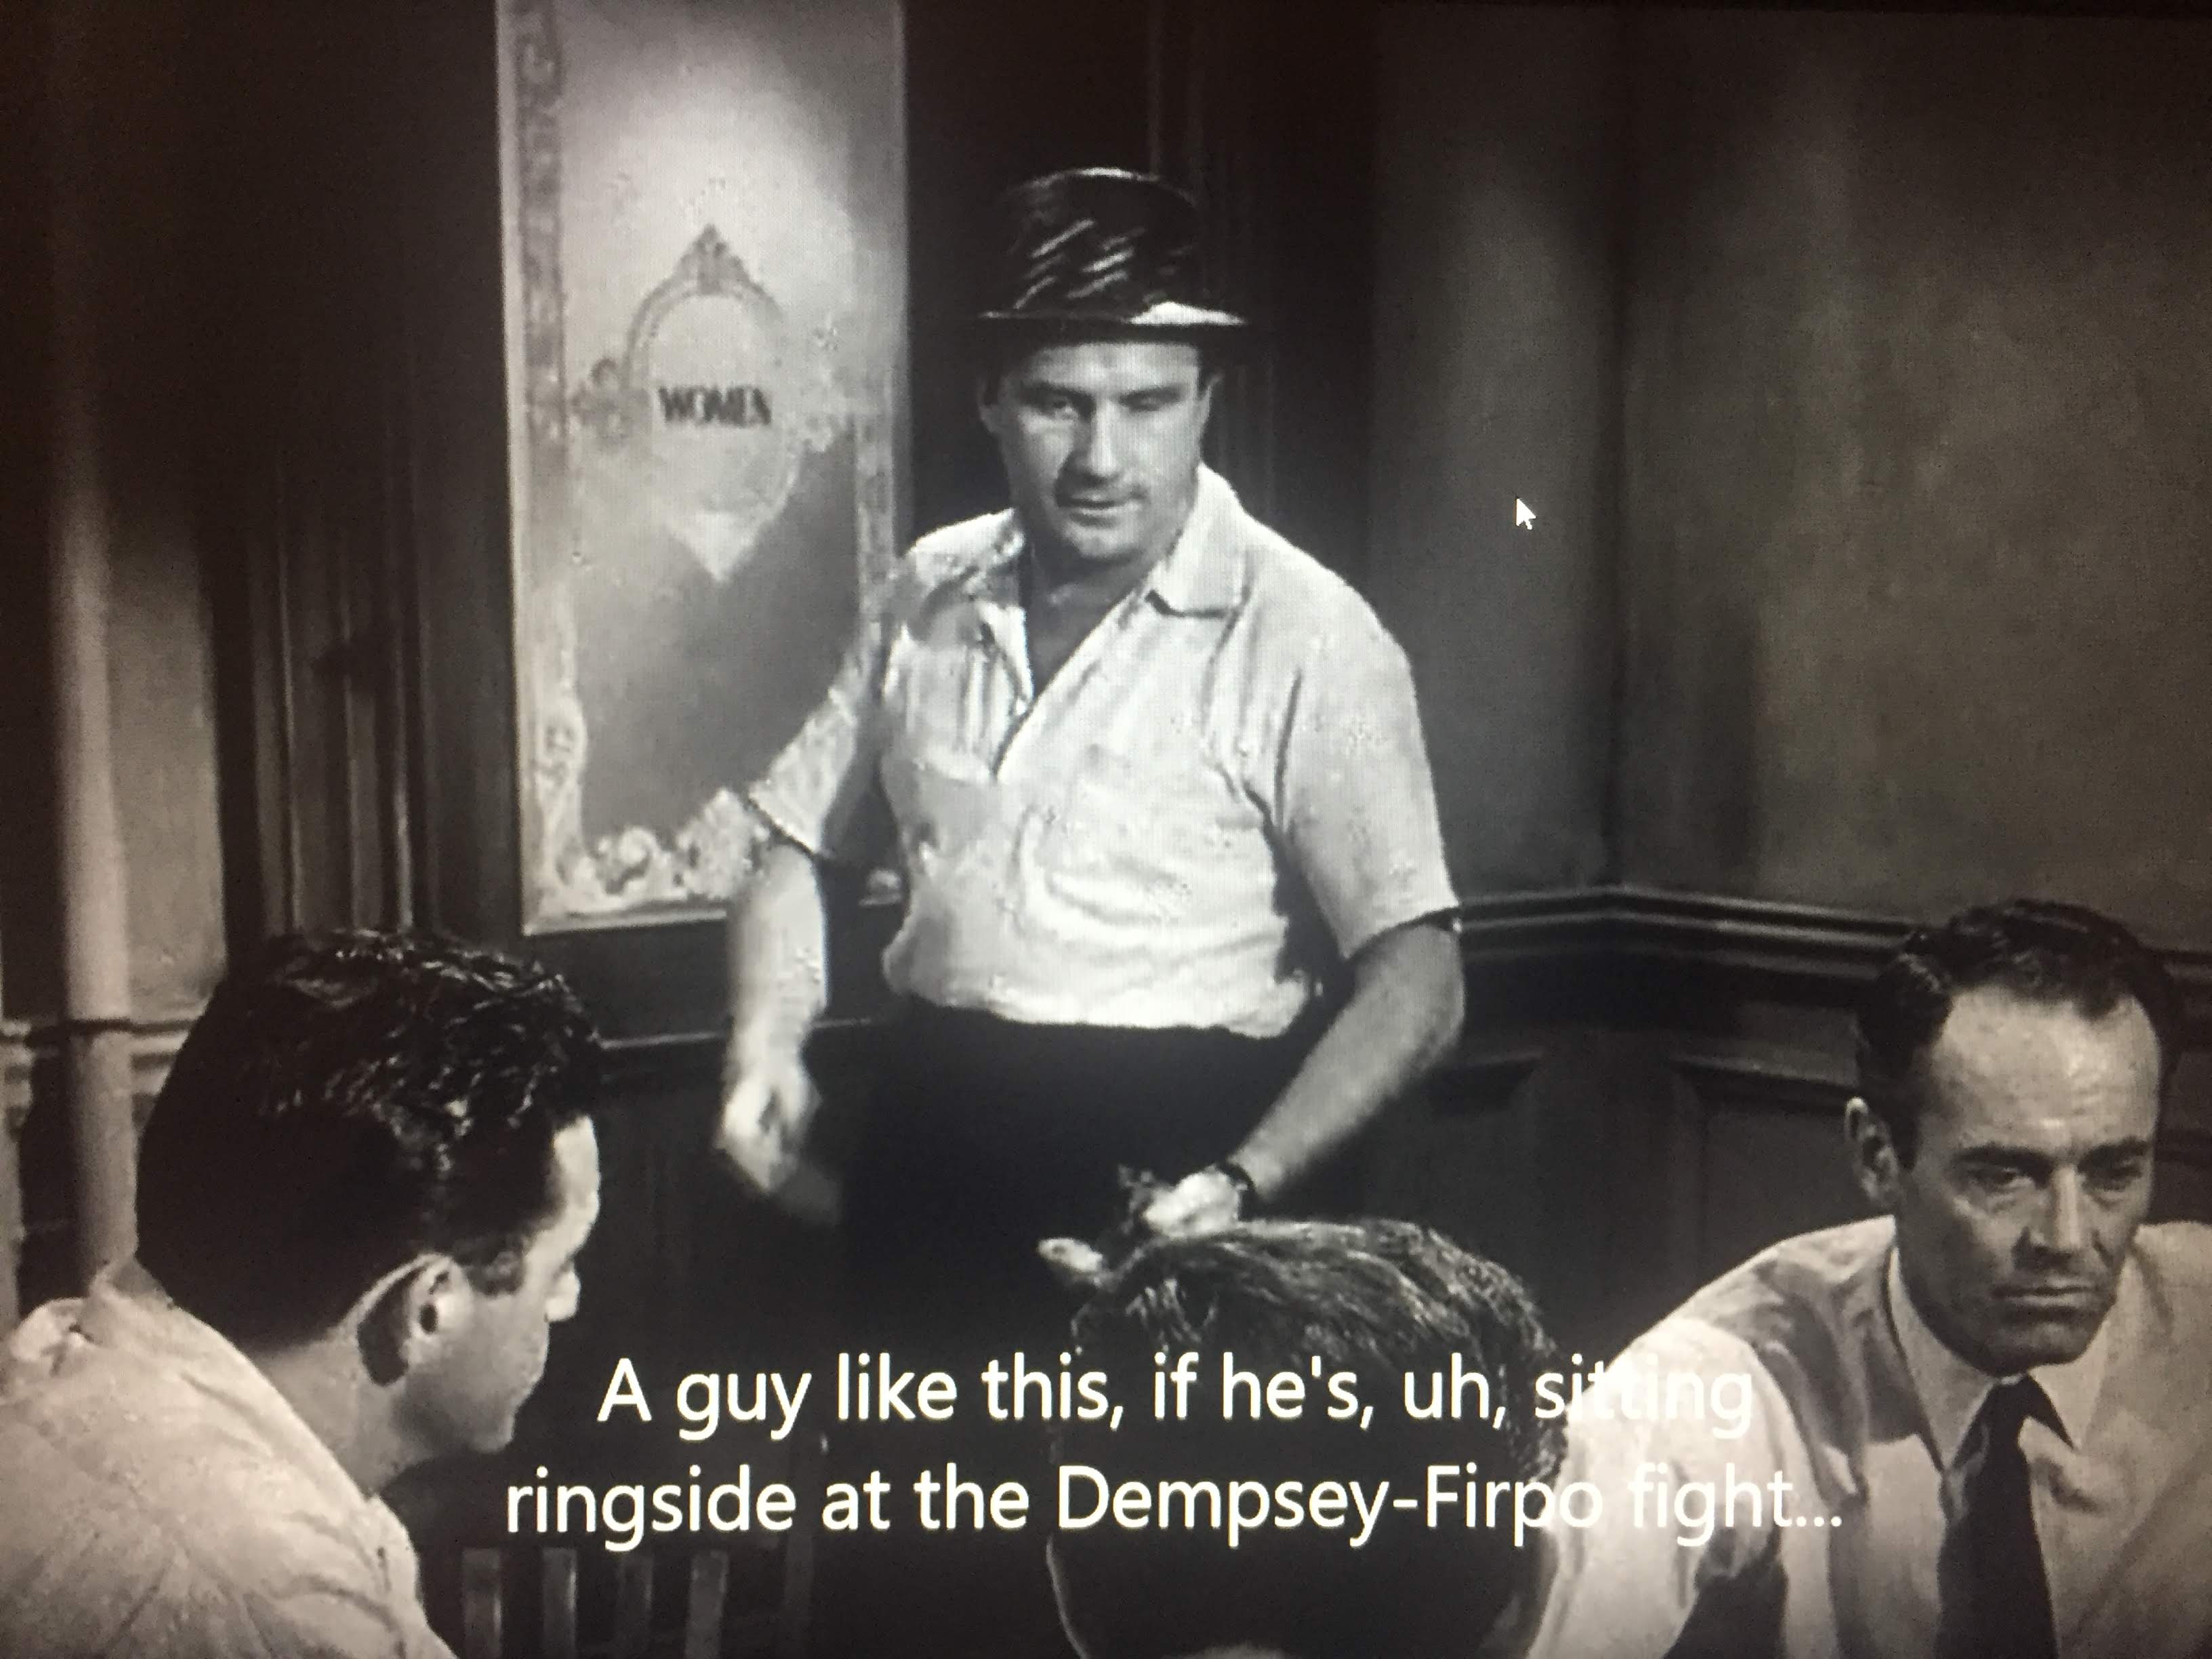 WOMEN
A guy like this, if he's, uh, sitting
ringside at the Dempsey-Firpo fight...